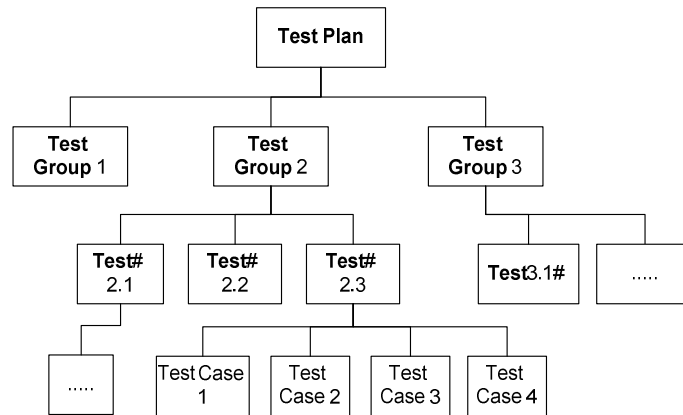 Test Plan
Test
Group 1
Test
Group 2
Test
Group 3
Test#
2.1
Test#
2.2
Test#
2.3
Test3.1#
.....
.....
Test Case
1
Test
Case 2
Test
Case 3
Test
Case 4